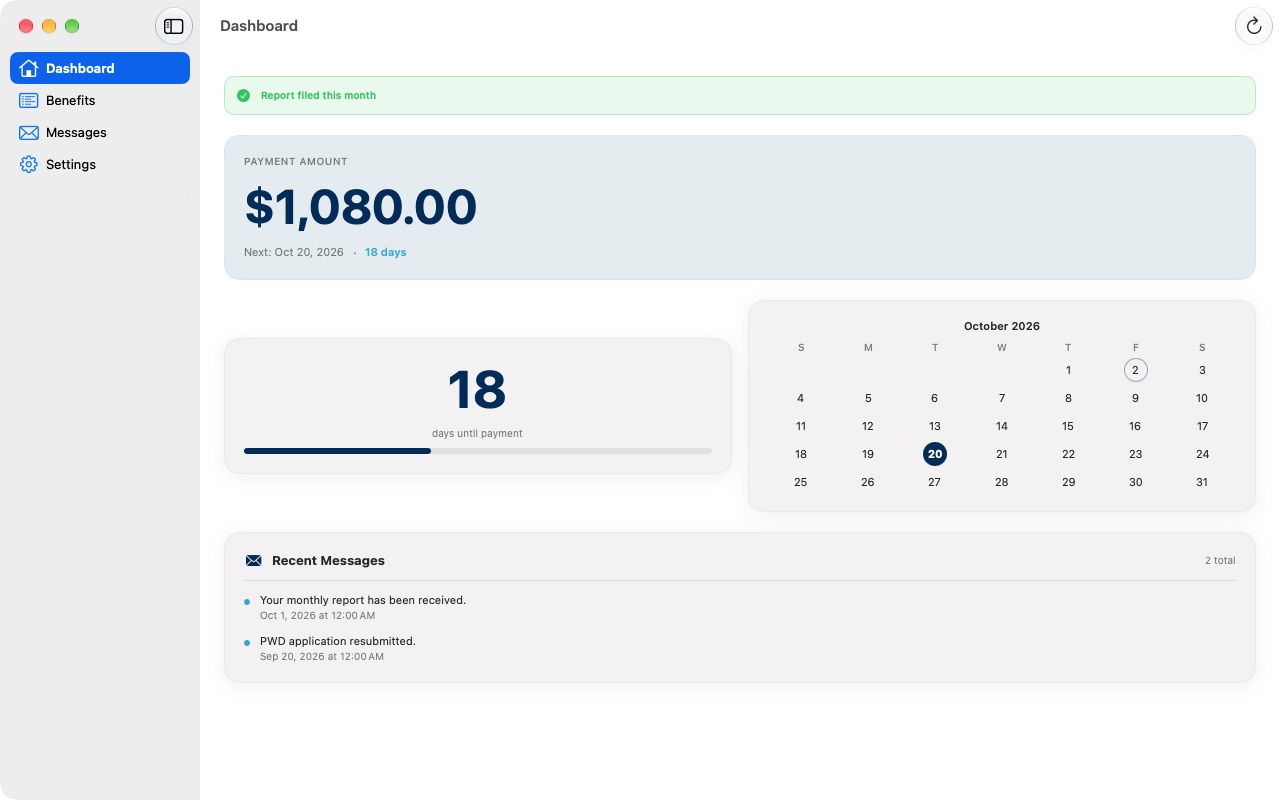 Dashboard
Dashboard
Benefits
Messages
Settings
Report filed this month
PAYMENT AMOUNT
$1,080.00
Next: Oct 20, 2026 · 18 days
18
days until payment
October 2026
S M T W T F S
1 2 3
4 5 6 7 8 9 10
11 12 13 14 15 16 17
18 19 20 21 22 23 24
25 26 27 28 29 30 31
Recent Messages 2 total
Your monthly report has been received.
Oct 1, 2026 at 12:00 AM
PWD application resubmitted.
Sep 20, 2026 at 12:00 AM